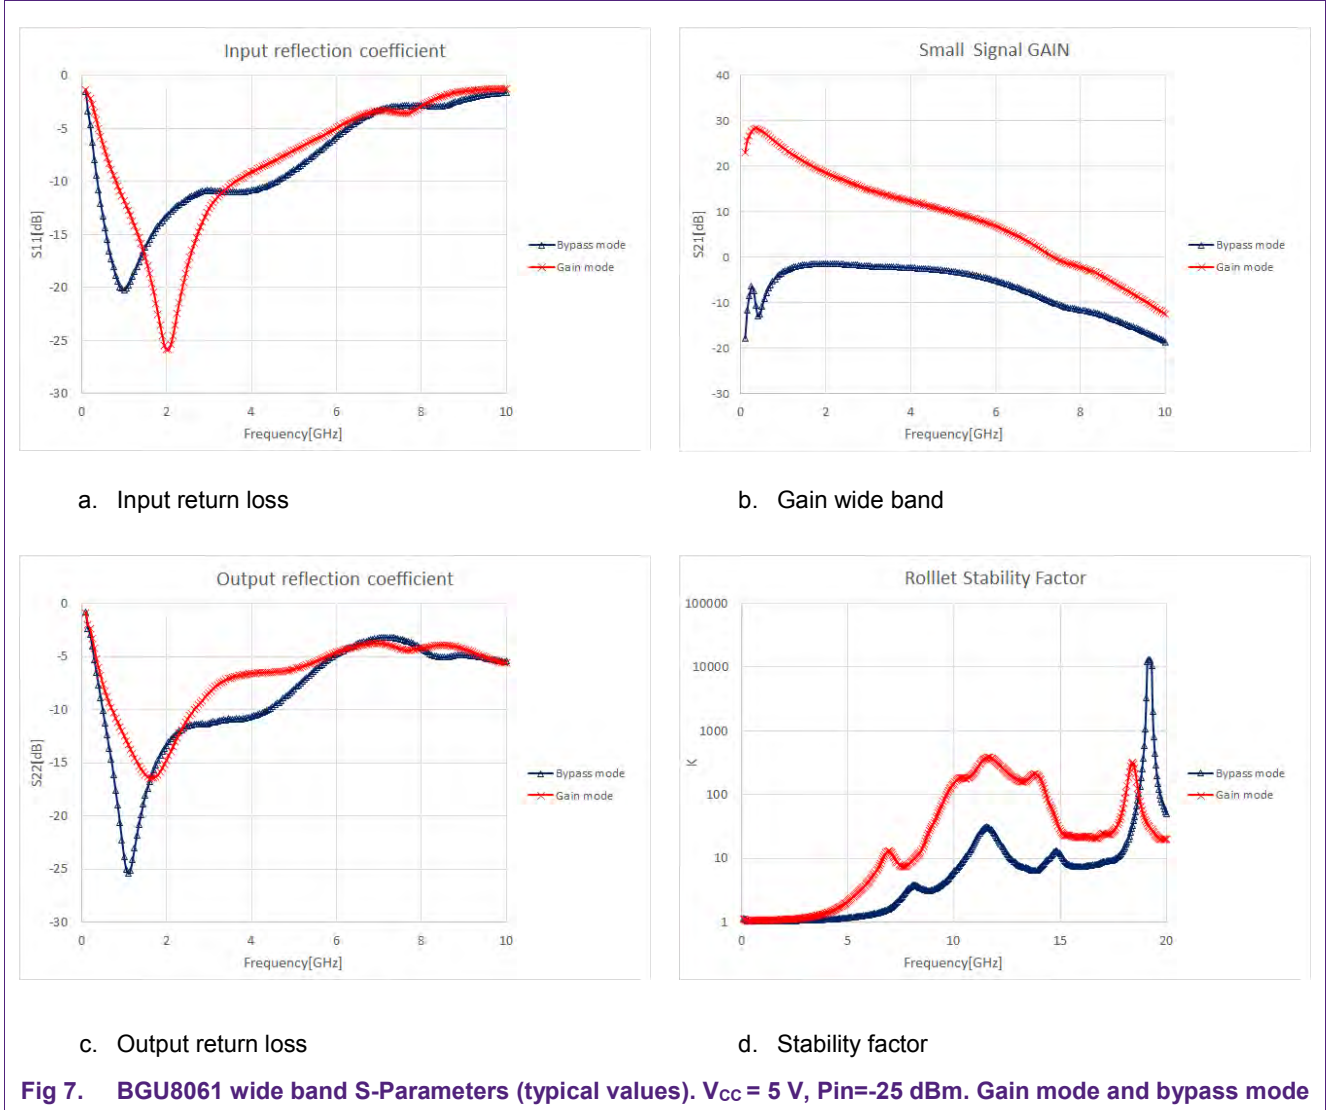 Input reflection coefficient
0
-5
-10
-15
-20
-25
-30
S11[dB]
0 2 4 6 8 10
Frequency[GHz]
Bypass mode
Gain mode
a. Input return loss
Small Signal GAIN
40
30
20
10
0
-10
-20
-30
S21[dB]
0 2 4 6 8 10
Frequency[GHz]
Bypass mode
Gain mode
b. Gain wide band
Output reflection coefficient
0
-5
-10
-15
-20
-25
-30
S22[dB]
0 2 4 6 8 10
Frequency[GHz]
Bypass mode
Gain mode
c. Output return loss
Rolllet Stability Factor
100000
10000
1000
100
10
1
K
0 5 10 15 20
Frequency[GHz]
Bypass mode
Gain mode
d. Stability factor
Fig 7. BGU8061 wide band S-Parameters (typical values). VCC = 5 V, Pin=-25 dBm. Gain mode and bypass mode